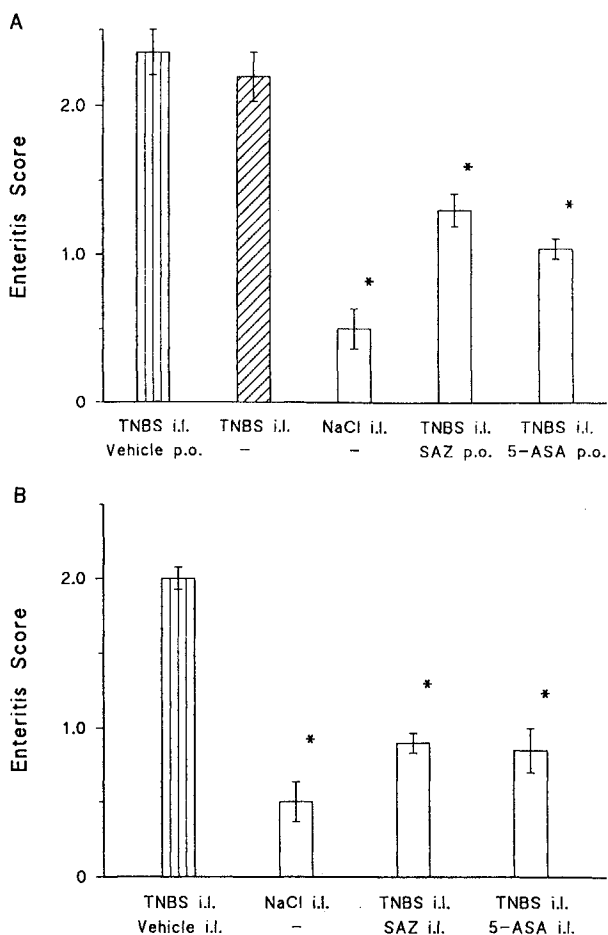 A
Enteritis Score
2.0
1.0
0
*
*
*
TNBS i.l. TNBS i.l. NaCl i.l. TNBS i.l. TNBS i.l.
Vehicle p.o. – – SAZ p.o. 5–ASA p.o.
B
Enteritis Score
2.0
1.0
0
*
*
*
TNBS i.l. NaCl i.l. TNBS i.l. TNBS i.l.
Vehicle i.l. – SAZ i.l. 5–ASA i.l.